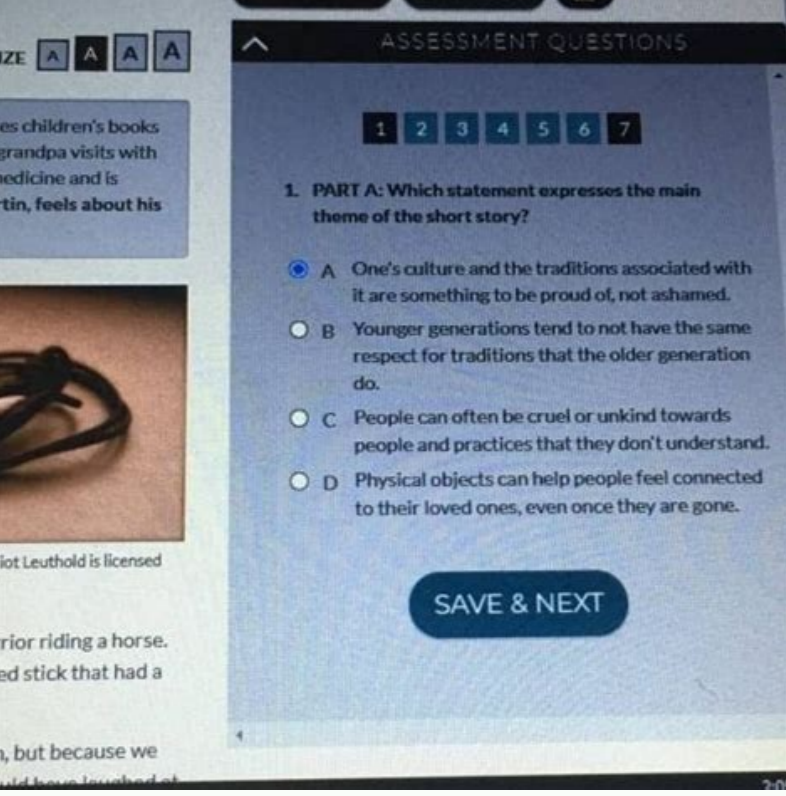 IZE A A A A
es children's books
grandpa visits with
edicine and is
tin, feels about his
iot Leuthold is licensed
rior riding a horse.
ed stick that had a
, but because we
ASSESSMENT QUESTIONS
1 2 3 4 5 6 7
1. PART A: Which statement expresses the main
theme of the short story?
A One's culture and the traditions associated with
it are something to be proud of, not ashamed.
B Younger generations tend to not have the same
respect for traditions that the older generation
do.
C People can often be cruel or unkind towards
people and practices that they don't understand.
D Physical objects can help people feel connected
to their loved ones, even once they are gone.
SAVE & NEXT